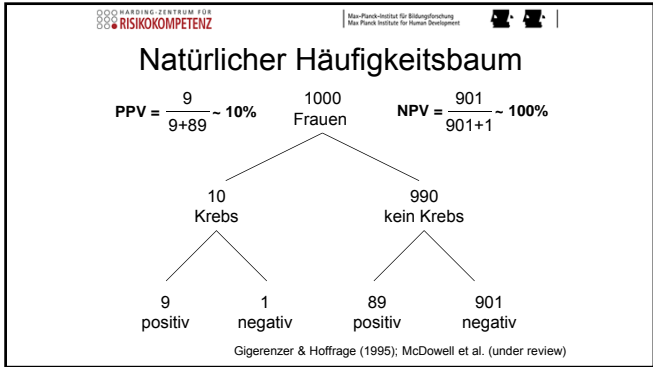 HARDING-ZENTRUM FÜR
RISIKOKOMPETENZ
Max-Planck-Institut für Bildungsforschung
Max Planck Institute for Human Development
Natürlicher Häufigkeitsbaum
PPV = 9 / 9+89 ~ 10%
1000
Frauen
NPV = 901 / 901+1 ~ 100%
10
Krebs
990
kein Krebs
9
positiv
1
negativ
89
positiv
901
negativ
Gigerenzer & Hoffrage (1995); McDowell et al. (under review)